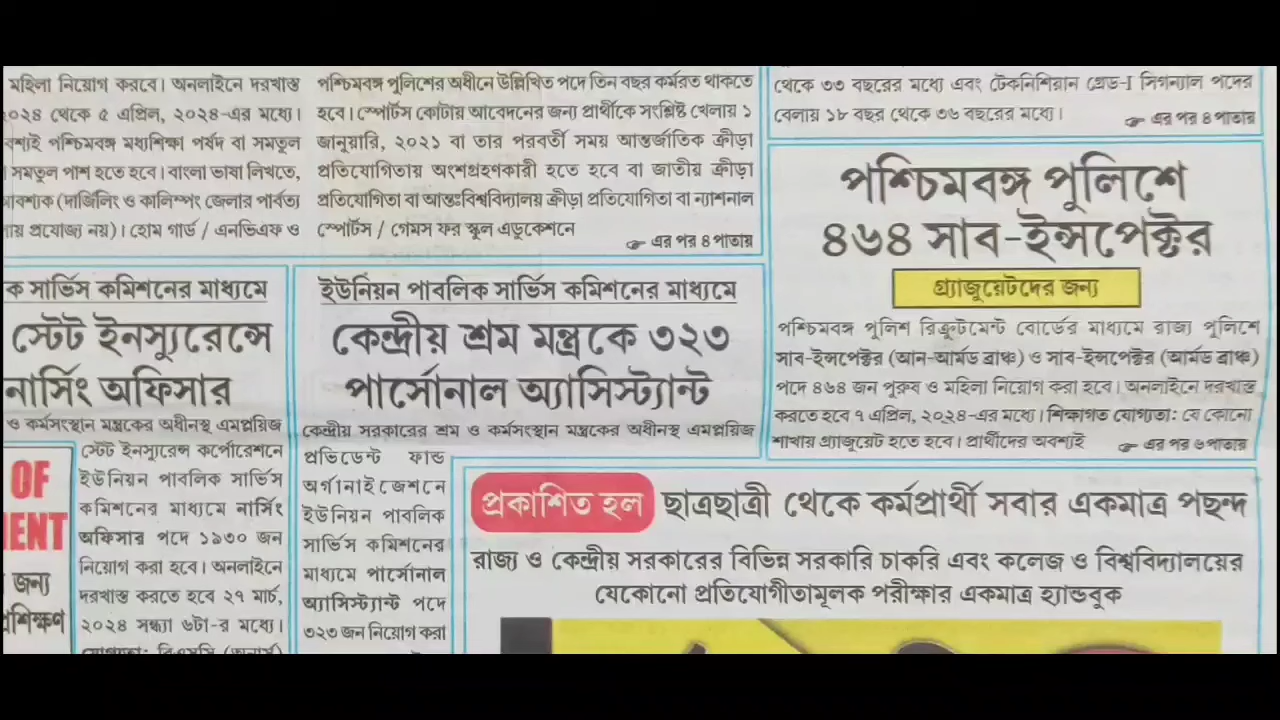 মহিলা নিয়োগ করবে। অনলাইনে দরখাস্ত
২০২৪ থেকে ৫ এপ্রিল, ২০২৪-এর মধ্যে।
পশ্চিমবঙ্গ মধ্যশিক্ষা পর্ষদ বা সমতুল
সমতুল পাশ হতে হবে। বাংলা ভাষা লিখতে,
(দার্জিলিং ও কালিম্পং জেলার পার্বত্য
প্রযোজ্য নয়)। হোম গার্ড / এনভিএফ ও
পশ্চিমবঙ্গ পুলিশের অধীনে উল্লিখিত পদে তিন বছর কর্মরত থাকতে
হবে। স্পোর্টস কোটায় আবেদনের জন্য প্রার্থীকে সংশ্লিষ্ট খেলায় ১
জানুয়ারি, ২০২১ বা তার পরবর্তী সময় আন্তর্জাতিক ক্রীড়া
প্রতিযোগিতায় অংশগ্রহণকারী হতে হবে বা জাতীয় ক্রীড়া
প্রতিযোগিতা বা আন্তঃবিশ্ববিদ্যালয় ক্রীড়া প্রতিযোগিতা বা ন্যাশনাল
স্পোর্টস / গেমস ফর স্কুল এডুকেশনে
এর পর ৪ পাতায়
থেকে ৩৩ বছরের মধ্যে এবং টেকনিশিয়ান গ্রেড-I সিগন্যাল পদের
বেলায় ১৮ বছর থেকে ৩৬ বছরের মধ্যে।
এর পর ৪ পাতায়
পশ্চিমবঙ্গ পুলিশে
৪৬৪ সাব-ইন্সপেক্টর
গ্র্যাজুয়েটদের জন্য
পশ্চিমবঙ্গ পুলিশ রিক্রুটমেন্ট বোর্ডের মাধ্যমে রাজ্য পুলিশে
সাব-ইন্সপেক্টর (আন-আর্মড ব্রাঞ্চ) ও সাব-ইন্সপেক্টর (আর্মড ব্রাঞ্চ)
পদে ৪৬৪ জন পুরুষ ও মহিলা নিয়োগ করা হবে। অনলাইনে দরখাস্ত
করতে হবে ৭ এপ্রিল, ২০২৪-এর মধ্যে। শিক্ষাগত যোগ্যতা: যে কোনো
শাখায় গ্র্যাজুয়েট হতে হবে। প্রার্থীদের অবশ্যই
এর পর ৬ পাতায়
ক সার্ভিস কমিশনের মাধ্যমে
স্টেট ইনস্যুরেন্সে
নার্সিং অফিসার
ও কর্মসংস্থান মন্ত্রকের অধীনস্থ এমপ্লয়িজ
স্টেট ইনস্যুরেন্স কর্পোরেশনে
ইউনিয়ন পাবলিক সার্ভিস
কমিশনের মাধ্যমে নার্সিং
অফিসার পদে ১৯৩০ জন
নিয়োগ করা হবে। অনলাইনে
দরখাস্ত করতে হবে ২৭ মার্চ,
২০২৪ সন্ধ্যা ৬টা-র মধ্যে।
যোগ্যতা: বিএসসি (অনার্স)
OF
MENT
জন্য
প্রশিক্ষণ
ইউনিয়ন পাবলিক সার্ভিস কমিশনের মাধ্যমে
কেন্দ্রীয় শ্রম মন্ত্রকে ৩২৩
পার্সোনাল অ্যাসিস্ট্যান্ট
কেন্দ্রীয় সরকারের শ্রম ও কর্মসংস্থান মন্ত্রকের অধীনস্থ এমপ্লয়িজ
প্রভিডেন্ট ফান্ড
অর্গানাইজেশনে
ইউনিয়ন পাবলিক
সার্ভিস কমিশনের
মাধ্যমে পার্সোনাল
অ্যাসিস্ট্যান্ট পদে
৩২৩ জন নিয়োগ করা
প্রকাশিত হল ছাত্রছাত্রী থেকে কর্মপ্রার্থী সবার একমাত্র পছন্দ
রাজ্য ও কেন্দ্রীয় সরকারের বিভিন্ন সরকারি চাকরি এবং কলেজ ও বিশ্ববিদ্যালয়ের
যেকোনো প্রতিযোগীতামূলক পরীক্ষার একমাত্র হ্যান্ডবুক